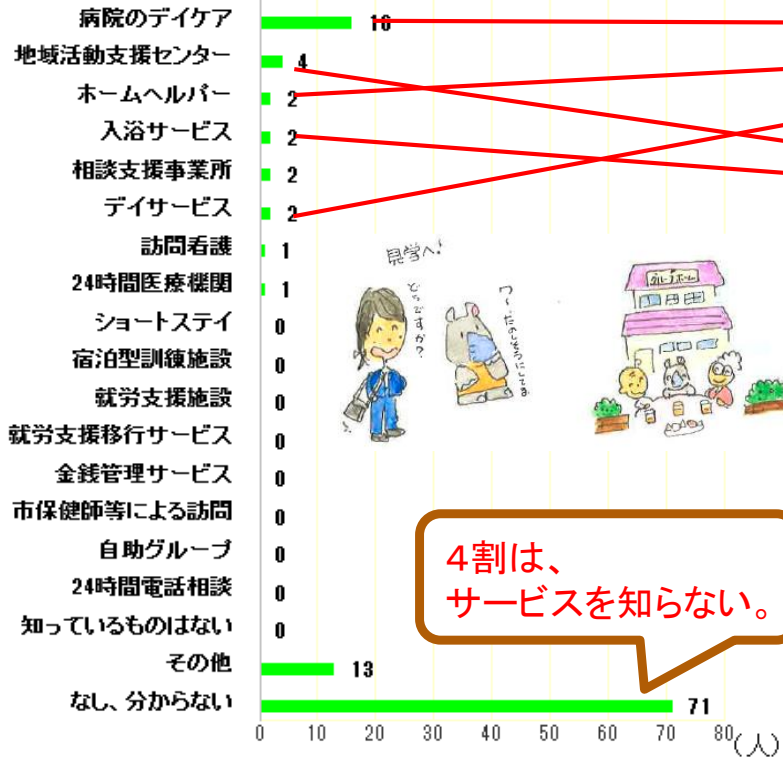 病院のデイケア 16
地域活動支援センター 4
ホームヘルパー 2
入浴サービス 2
相談支援事業所 2
デイサービス 2
訪問看護 1
24時間医療機関 1
ショートステイ 0
宿泊型訓練施設 0
就労支援施設 0
就労支援移行サービス 0
金銭管理サービス 0
市保健師等による訪問 0
自助グループ 0
24時間電話相談 0
知っているものはない 0
その他 13
なし、分からない 71
0 10 20 30 40 50 60 70 80 (人)
見学へ!
どうですか?
グループホーム
4割は、
サービスを知らない。